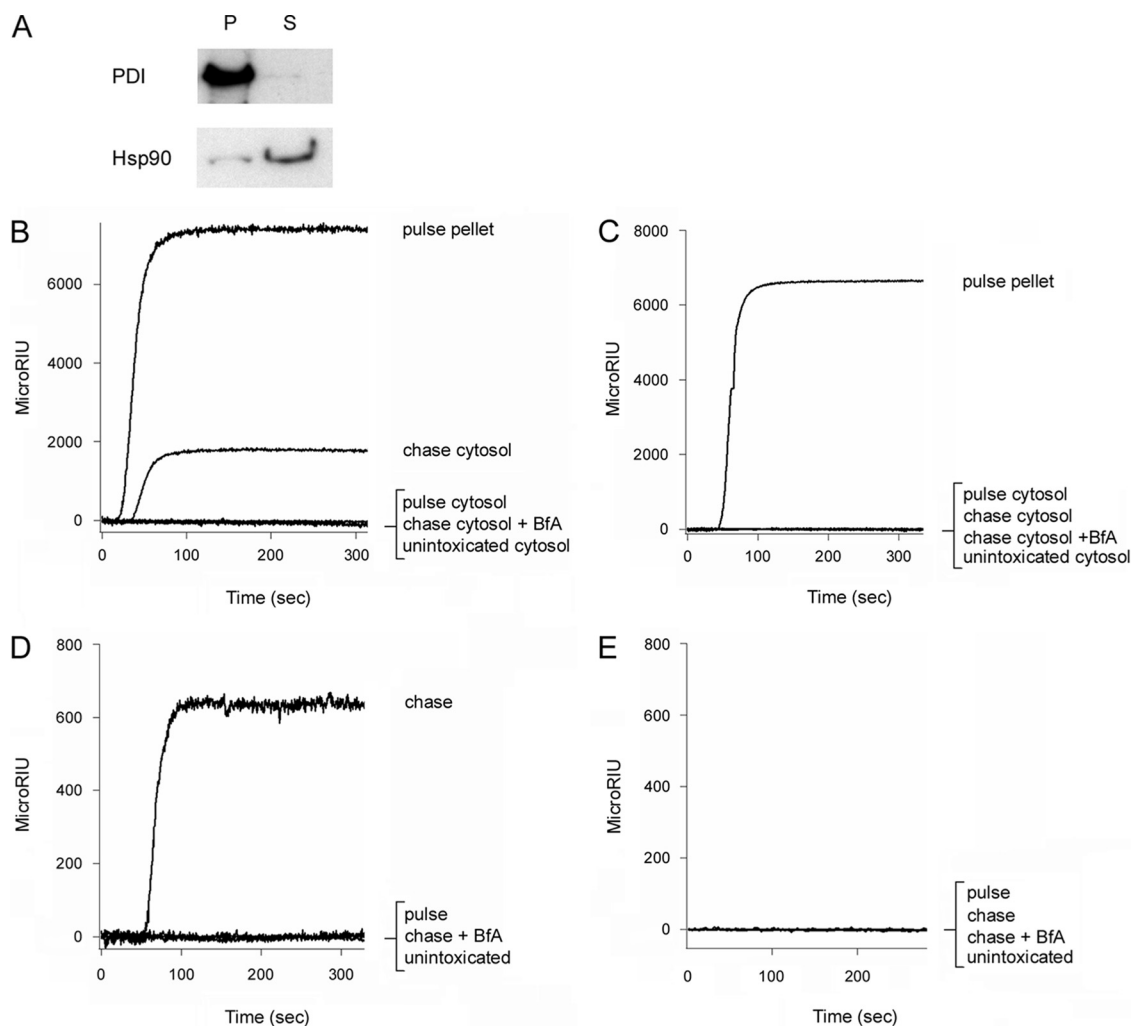 A
P S
PDI
Hsp90
B
pulse pellet
6000
4000
2000
0
MicroRIU
chase cytosol
pulse cytosol
chase cytosol + BfA
unintoxicated cytosol
0 100 200 300
Time (sec)
C
8000
6000
4000
2000
0
MicroRIU
pulse pellet
pulse cytosol
chase cytosol
chase cytosol +BfA
unintoxicated cytosol
0 100 200 300
Time (sec)
D
800
600
400
200
0
MicroRIU
chase
pulse
chase + BfA
unintoxicated
0 100 200 300
Time (sec)
E
800
600
400
200
0
MicroRIU
pulse
chase
chase + BfA
unintoxicated
0 100 200
Time (sec)